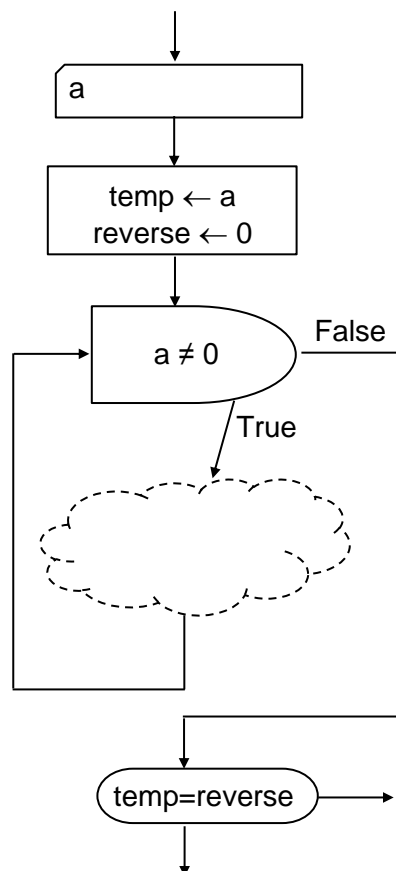 a
temp ← a
reverse ← 0
a ≠ 0
False
True
temp=reverse